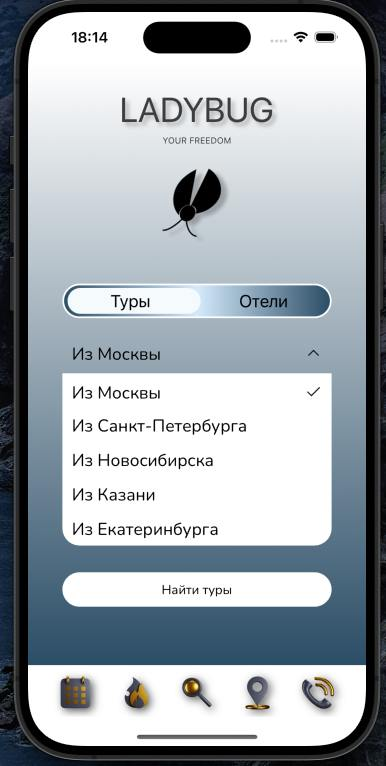 18:14
LADYBUG
YOUR FREEDOM
Туры
Отели
Из Москвы
Из Москвы
Из Санкт-Петербурга
Из Новосибирска
Из Казани
Из Екатеринбурга
Найти туры